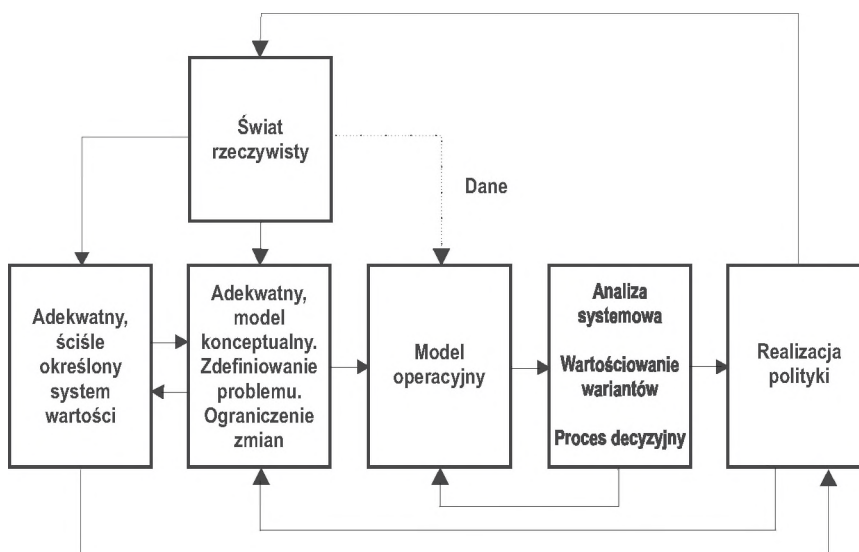 Świat
rzeczywisty
Dane
Adekwatny,
ściśle
określony
system
wartości
Adekwatny,
model
konceptualny.
Zdefiniowanie
problemu.
Ograniczenie
zmian
Model
operacyjny
Analiza
systemowa
Wartościowanie
wariantów
Proces decyzyjny
Realizacja
polityki